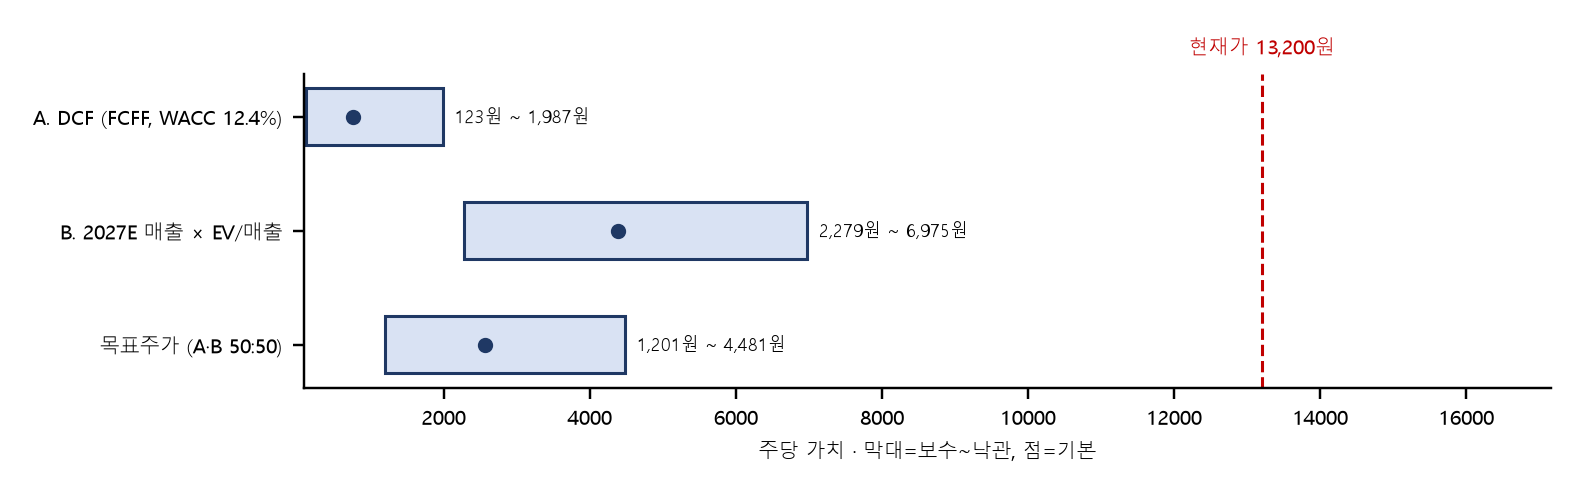 현재가 13,200원
A. DCF (FCFF, WACC 12.4%)
123원 ~ 1,987원
B. 2027E 매출 × EV/매출
2,279원 ~ 6,975원
목표주가 (A·B 50:50)
1,201원 ~ 4,481원
2000 4000 6000 8000 10000 12000 14000 16000
주당 가치 · 막대=보수~낙관, 점=기본